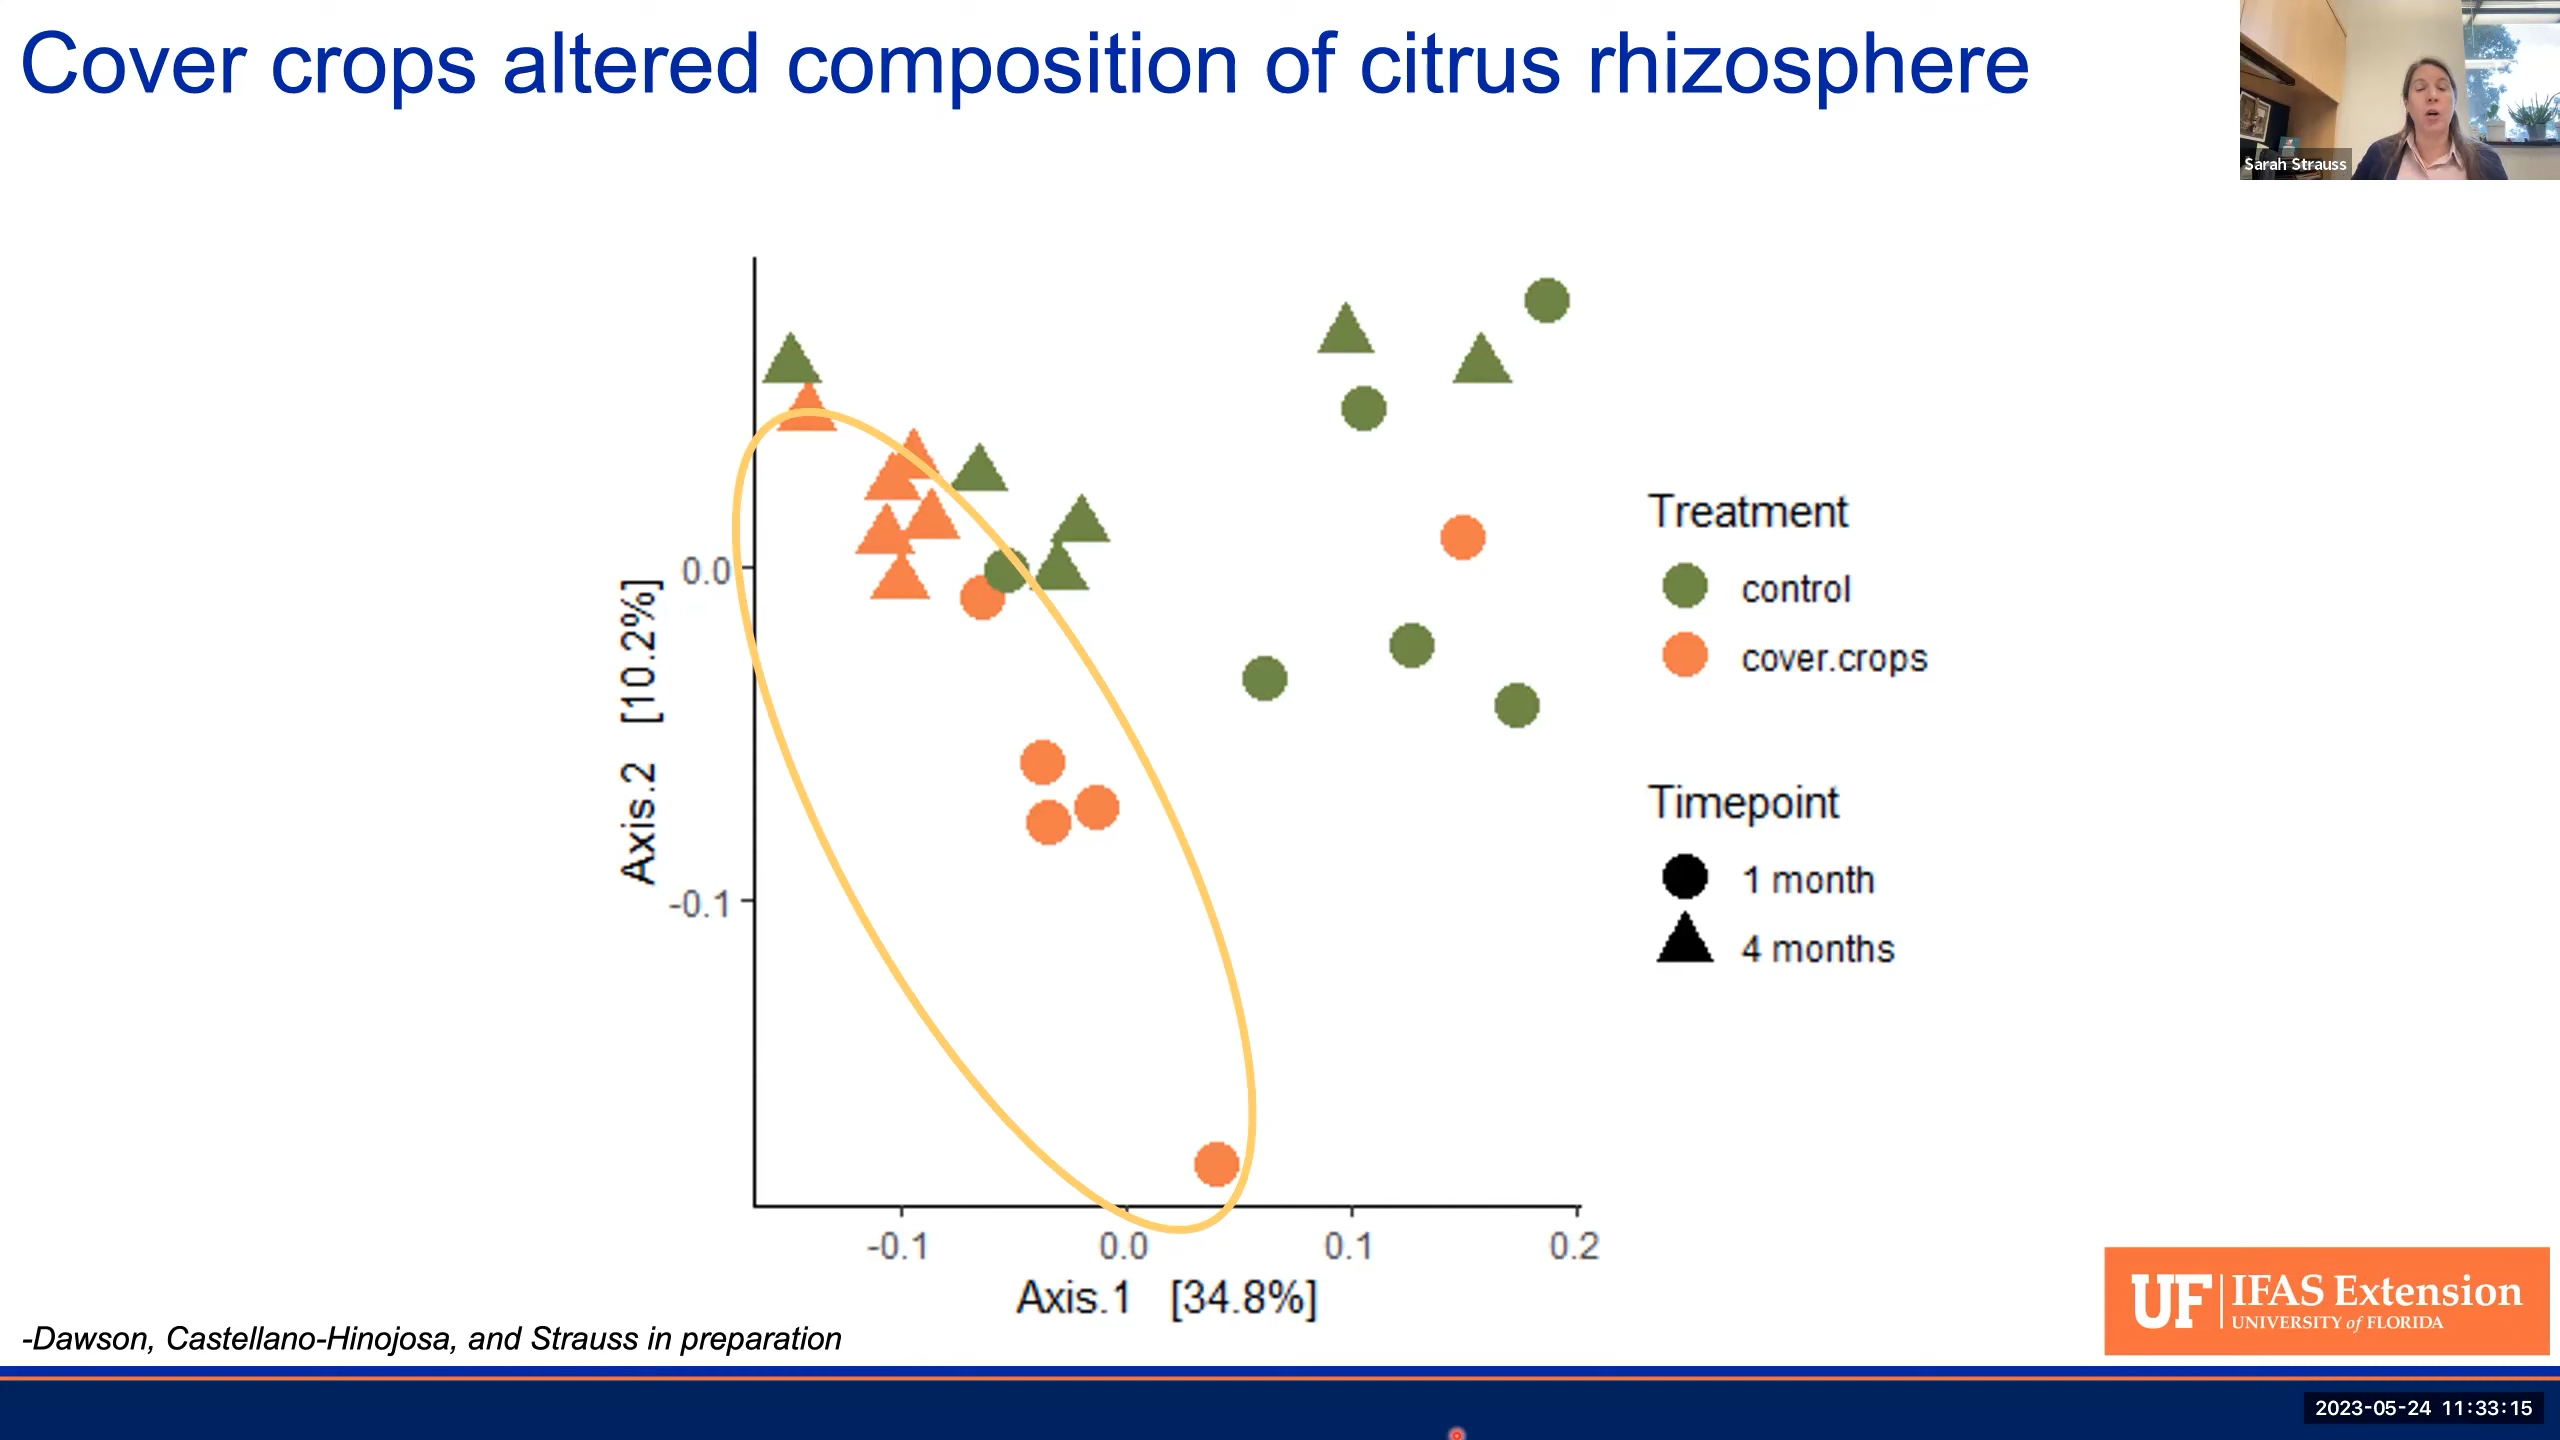 Cover crops altered composition of citrus rhizosphere
Sarah Strauss
Treatment
control
cover.crops
Timepoint
1 month
4 months
0.0
-0.1
Axis.2 [10.2%]
-0.1 0.0 0.1 0.2
Axis.1 [34.8%]
-Dawson, Castellano-Hinojosa, and Strauss in preparation
UF IFAS Extension
UNIVERSITY of FLORIDA
2023-05-24 11:33:15